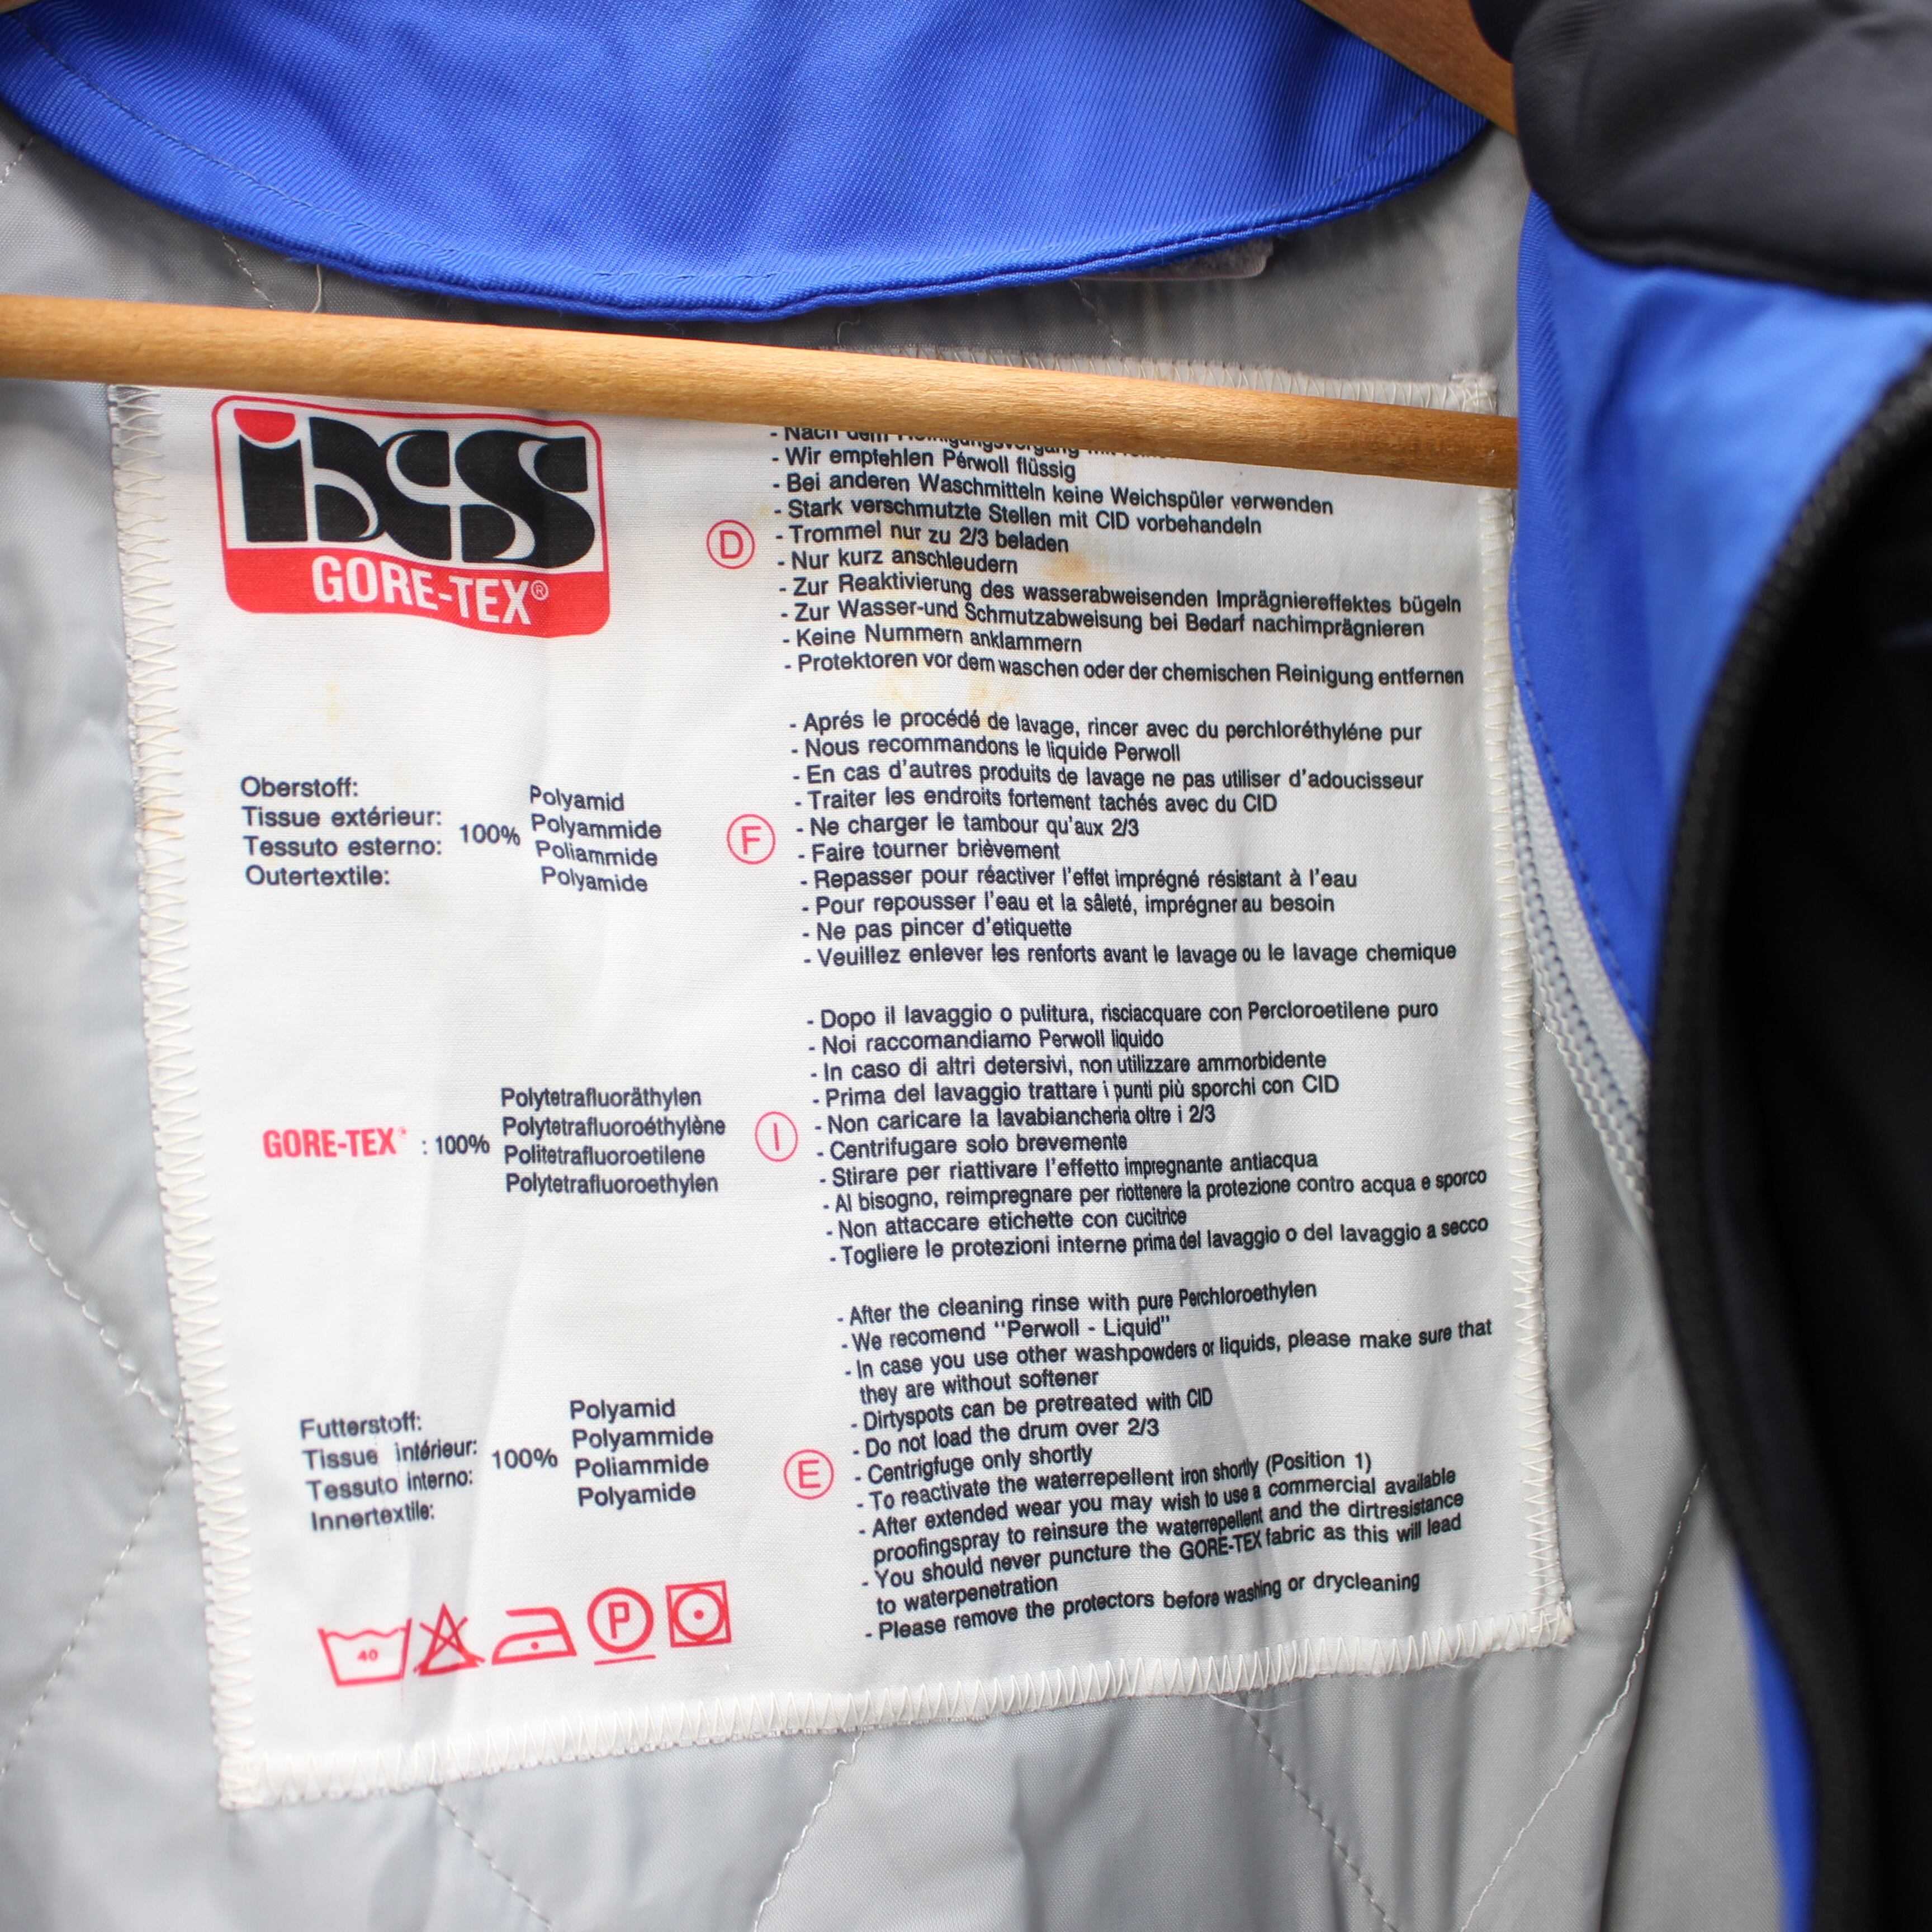 iXS
GORE-TEX®
Oberstoff:
Tissue extérieur:
Tessuto esterno:
Outertextile:
100%
Polyamid
Polyammide
Poliammide
Polyamide
GORE-TEX® : 100%
Polytetrafluoräthylen
Polytetrafluoroéthylène
Politetrafluoroetilene
Polytetrafluoroethylen
Futterstoff:
Tissue intérieur:
Tessuto interno:
Innertextile:
100%
Polyamid
Polyammide
Poliammide
Polyamide
40
P
D
- Nach dem Reinigungsvorgang mit
- Wir empfehlen Pérwoll flüssig
- Bei anderen Waschmitteln keine Weichspüler verwenden
- Stark verschmutzte Stellen mit CID vorbehandeln
- Trommel nur zu 2/3 beladen
- Nur kurz anschleudern
- Zur Reaktivierung des wasserabweisenden Imprägniereffektes bügeln
- Zur Wasser-und Schmutzabweisung bei Bedarf nachimprägnieren
- Keine Nummern anklammern
- Protektoren vor dem waschen oder der chemischen Reinigung entfernen
F
- Aprés le procédé de lavage, rincer avec du perchloréthyléne pur
- Nous recommandons le liquide Perwoll
- En cas d'autres produits de lavage ne pas utiliser d'adoucisseur
- Traiter les endroits fortement tachés avec du CID
- Ne charger le tambour qu'aux 2/3
- Faire tourner brièvement
- Repasser pour réactiver l'effet imprégné résistant à l'eau
- Pour repousser l'eau et la sâleté, imprégner au besoin
- Ne pas pincer d'etiquette
- Veuillez enlever les renforts avant le lavage ou le lavage chemique
I
- Dopo il lavaggio o pulitura, risciacquare con Percloroetilene puro
- Noi raccomandiamo Perwoll liquido
- In caso di altri detersivi, non utilizzare ammorbidente
- Prima del lavaggio trattare i punti più sporchi con CID
- Non caricare la lavabiancheria oltre i 2/3
- Centrifugare solo brevemente
- Stirare per riattivare l'effetto impregnante antiacqua
- Al bisogno, reimpregnare per riottenere la protezione contro acqua e sporco
- Non attaccare etichette con cucitrice
- Togliere le protezioni interne prima del lavaggio o del lavaggio a secco
E
- After the cleaning rinse with pure Perchloroethylen
- We recomend "Perwoll - Liquid"
- In case you use other washpowders or liquids, please make sure that
they are without softener
- Dirtyspots can be pretreated with CID
- Do not load the drum over 2/3
- Centrigfuge only shortly
- To reactivate the waterrepellent iron shortly (Position 1)
- After extended wear you may wish to use a commercial available
proofingspray to reinsure the waterrepellent and the dirtresistance
- You should never puncture the GORE-TEX fabric as this will lead
to waterpenetration
- Please remove the protectors before washing or drycleaning